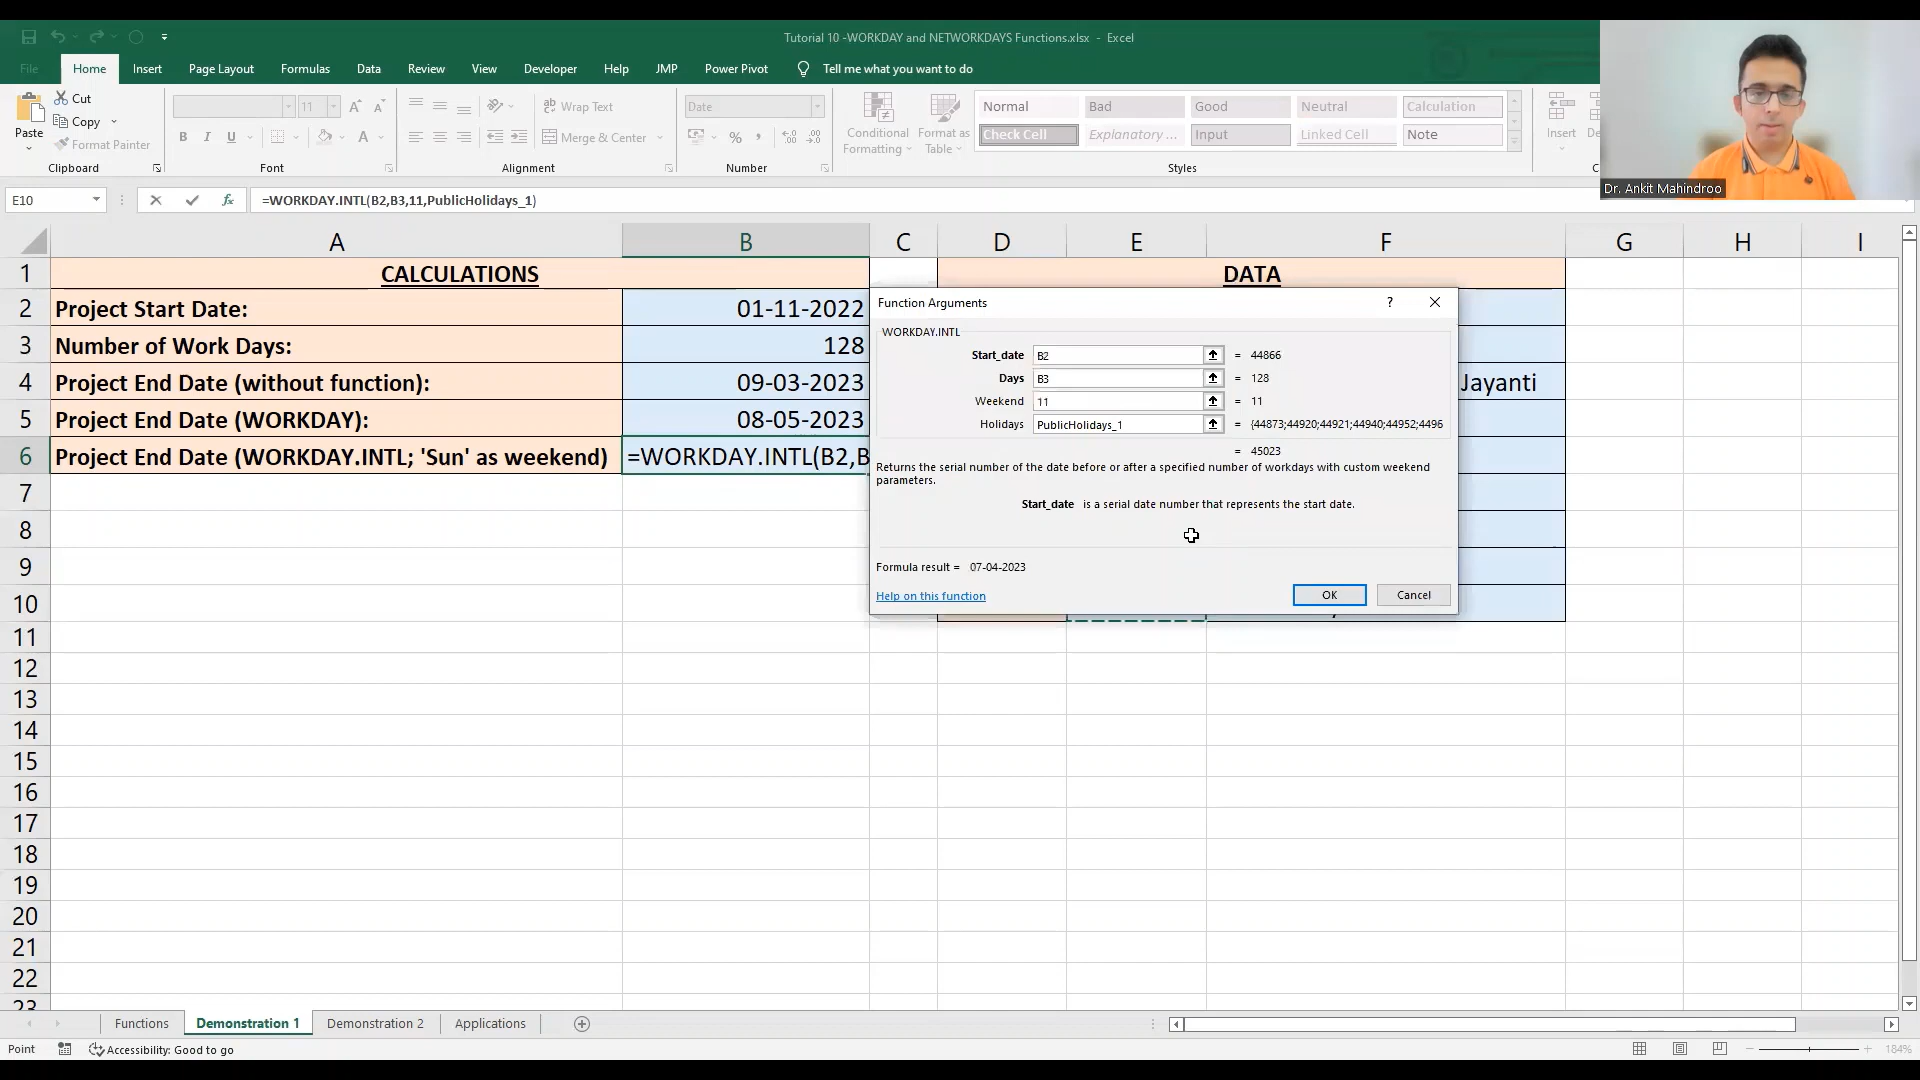 Tutorial 10 -WORKDAY and NETWORKDAYS Functions.xlsx - Excel
File Home Insert Page Layout Formulas Data Review View Developer Help JMP Power Pivot Tell me what you want to do
Paste
Cut
Copy
Format Painter
Clipboard
11
B I U
Font
Wrap Text
Merge & Center
Alignment
Date
Number
Conditional Formatting
Format as Table
Normal Bad Good Neutral Calculation
Check Cell Explanatory ... Input Linked Cell Note
Styles
Insert
Dr. Ankit Mahindroo
E10
fx
=WORKDAY.INTL(B2,B3,11,PublicHolidays_1)
A B C D E F G H I
1 CALCULATIONS DATA
2 Project Start Date: 01-11-2022
3 Number of Work Days: 128
4 Project End Date (without function): 09-03-2023 Jayanti
5 Project End Date (WORKDAY): 08-05-2023
6 Project End Date (WORKDAY.INTL; 'Sun' as weekend) =WORKDAY.INTL(B2,B
7
8
9
10
11
12
13
14
15
16
17
18
19
20
21
22
23
Function Arguments ?
WORKDAY.INTL
Start_date B2 = 44866
Days B3 = 128
Weekend 11 = 11
Holidays PublicHolidays_1 = {44873;44920;44921;44940;44952;4496
= 45023
Returns the serial number of the date before or after a specified number of workdays with custom weekend
parameters.
Start_date is a serial date number that represents the start date.
Formula result = 07-04-2023
Help on this function OK Cancel
Functions Demonstration 1 Demonstration 2 Applications
Point Accessibility: Good to go 184%